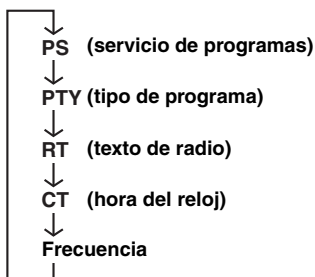 PS (servicio de programas)
PTY (tipo de programa)
RT (texto de radio)
CT (hora del reloj)
Frecuencia